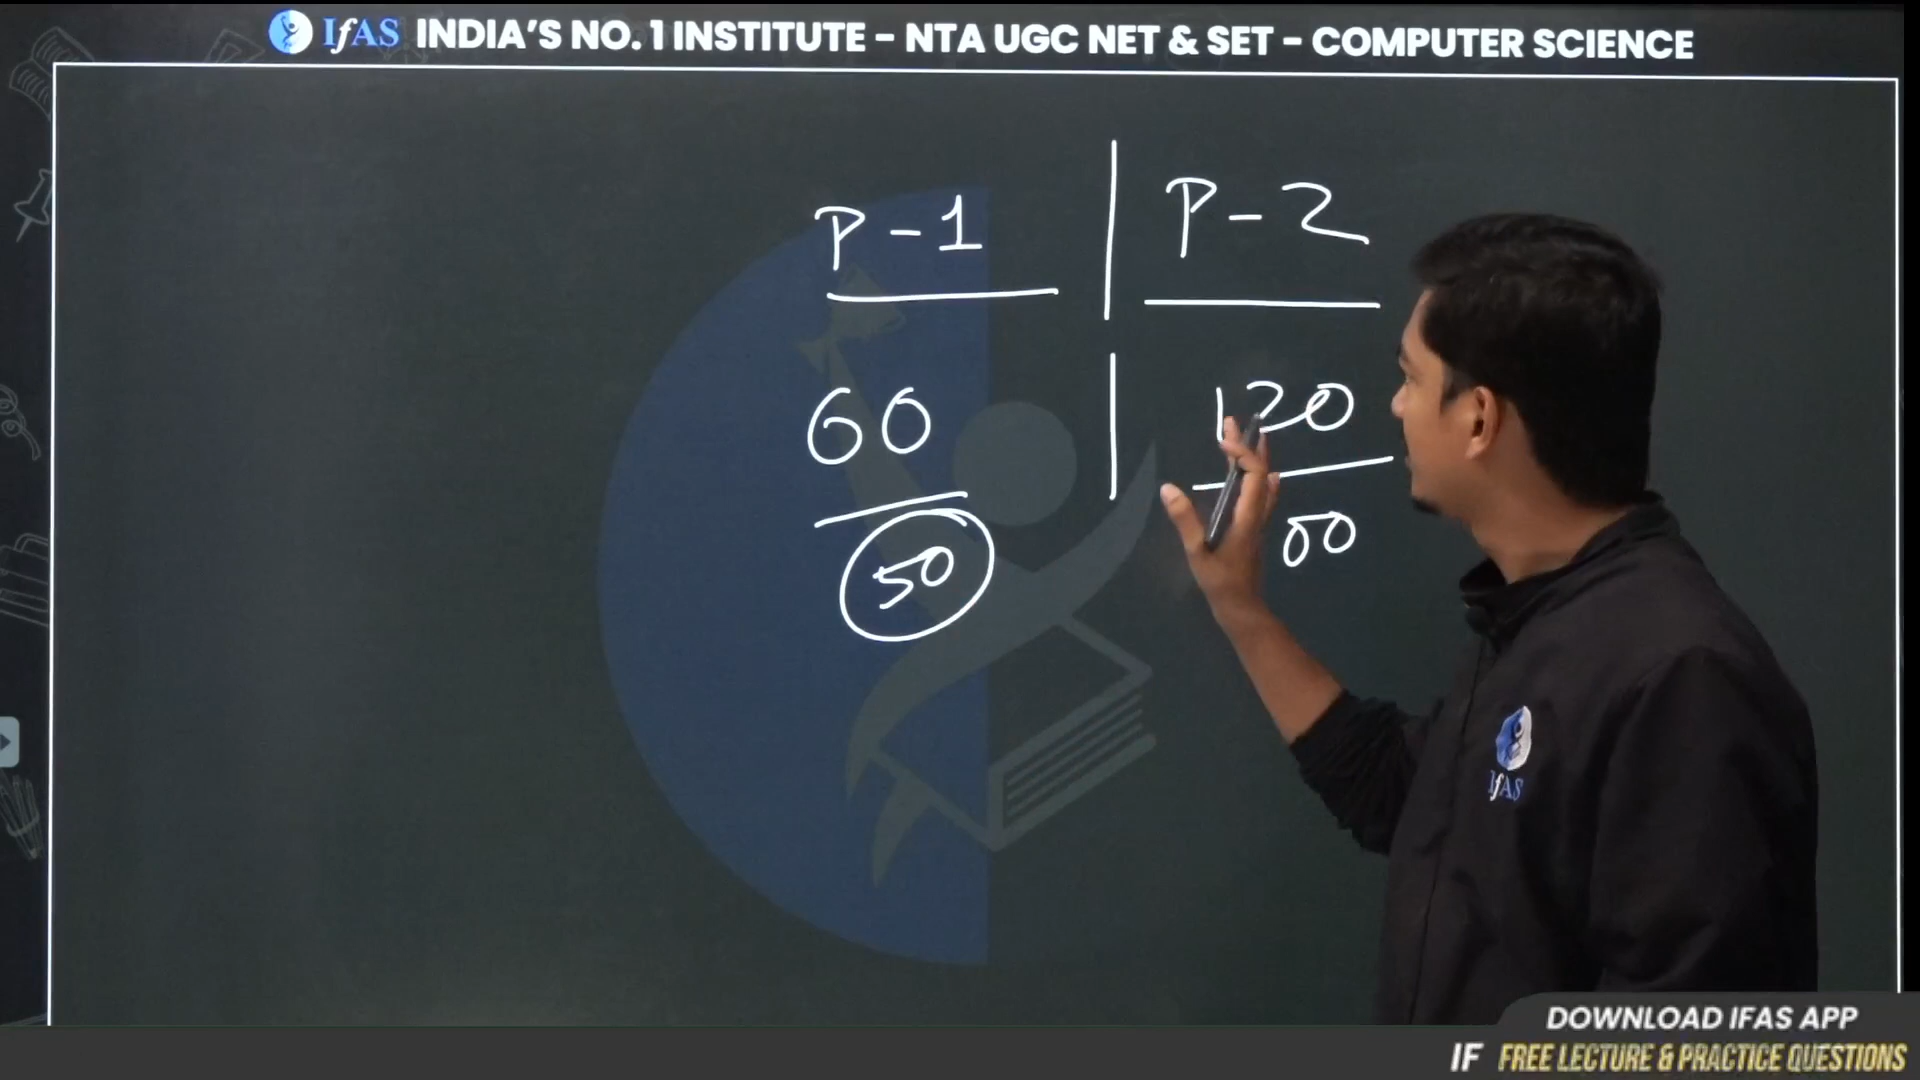 IfAS INDIA'S NO. 1 INSTITUTE – NTA UGC NET & SET – COMPUTER SCIENCE
P-1 P-2
60 120
50 00
IfAS
DOWNLOAD IFAS APP
IF FREE LECTURE & PRACTICE QUESTIONS